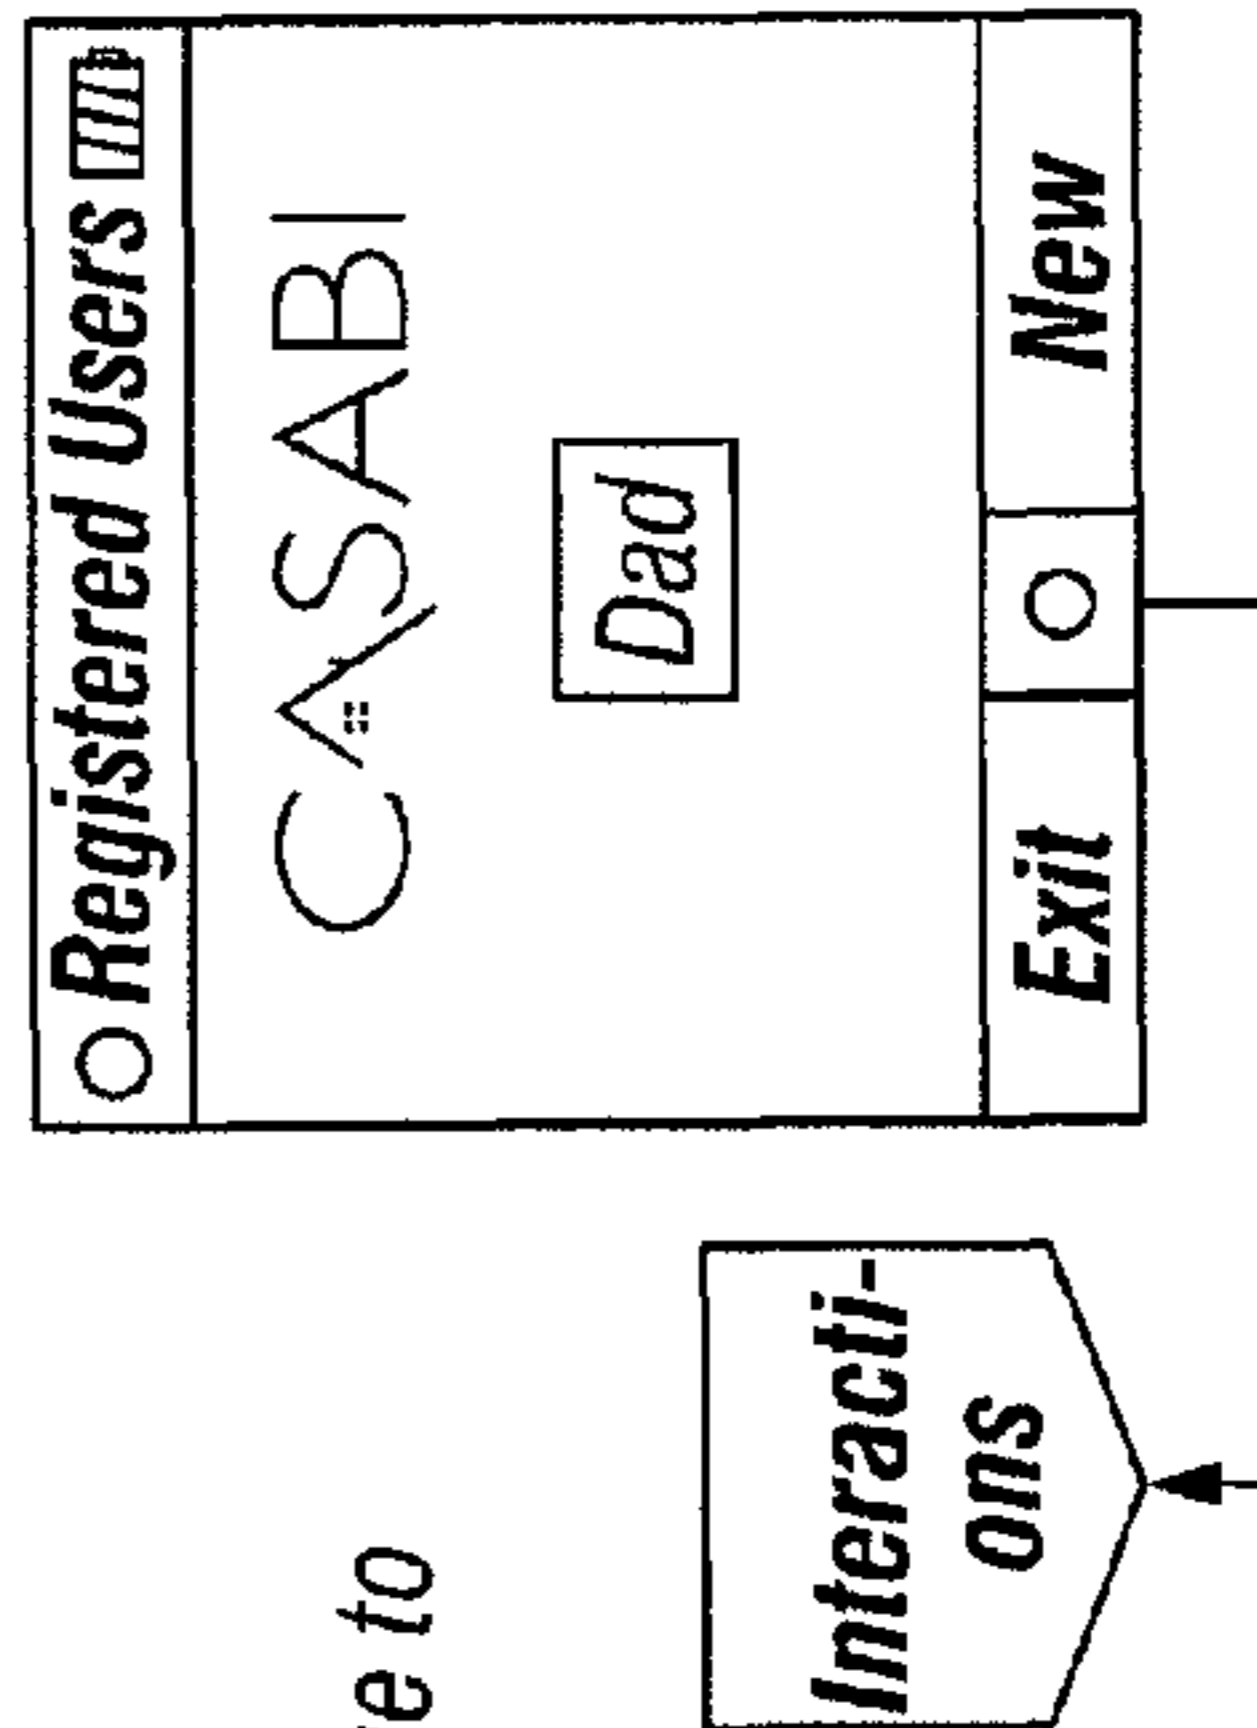 Registered Users
CASABI
Dad
Exit
New
Interacti-
ons
to